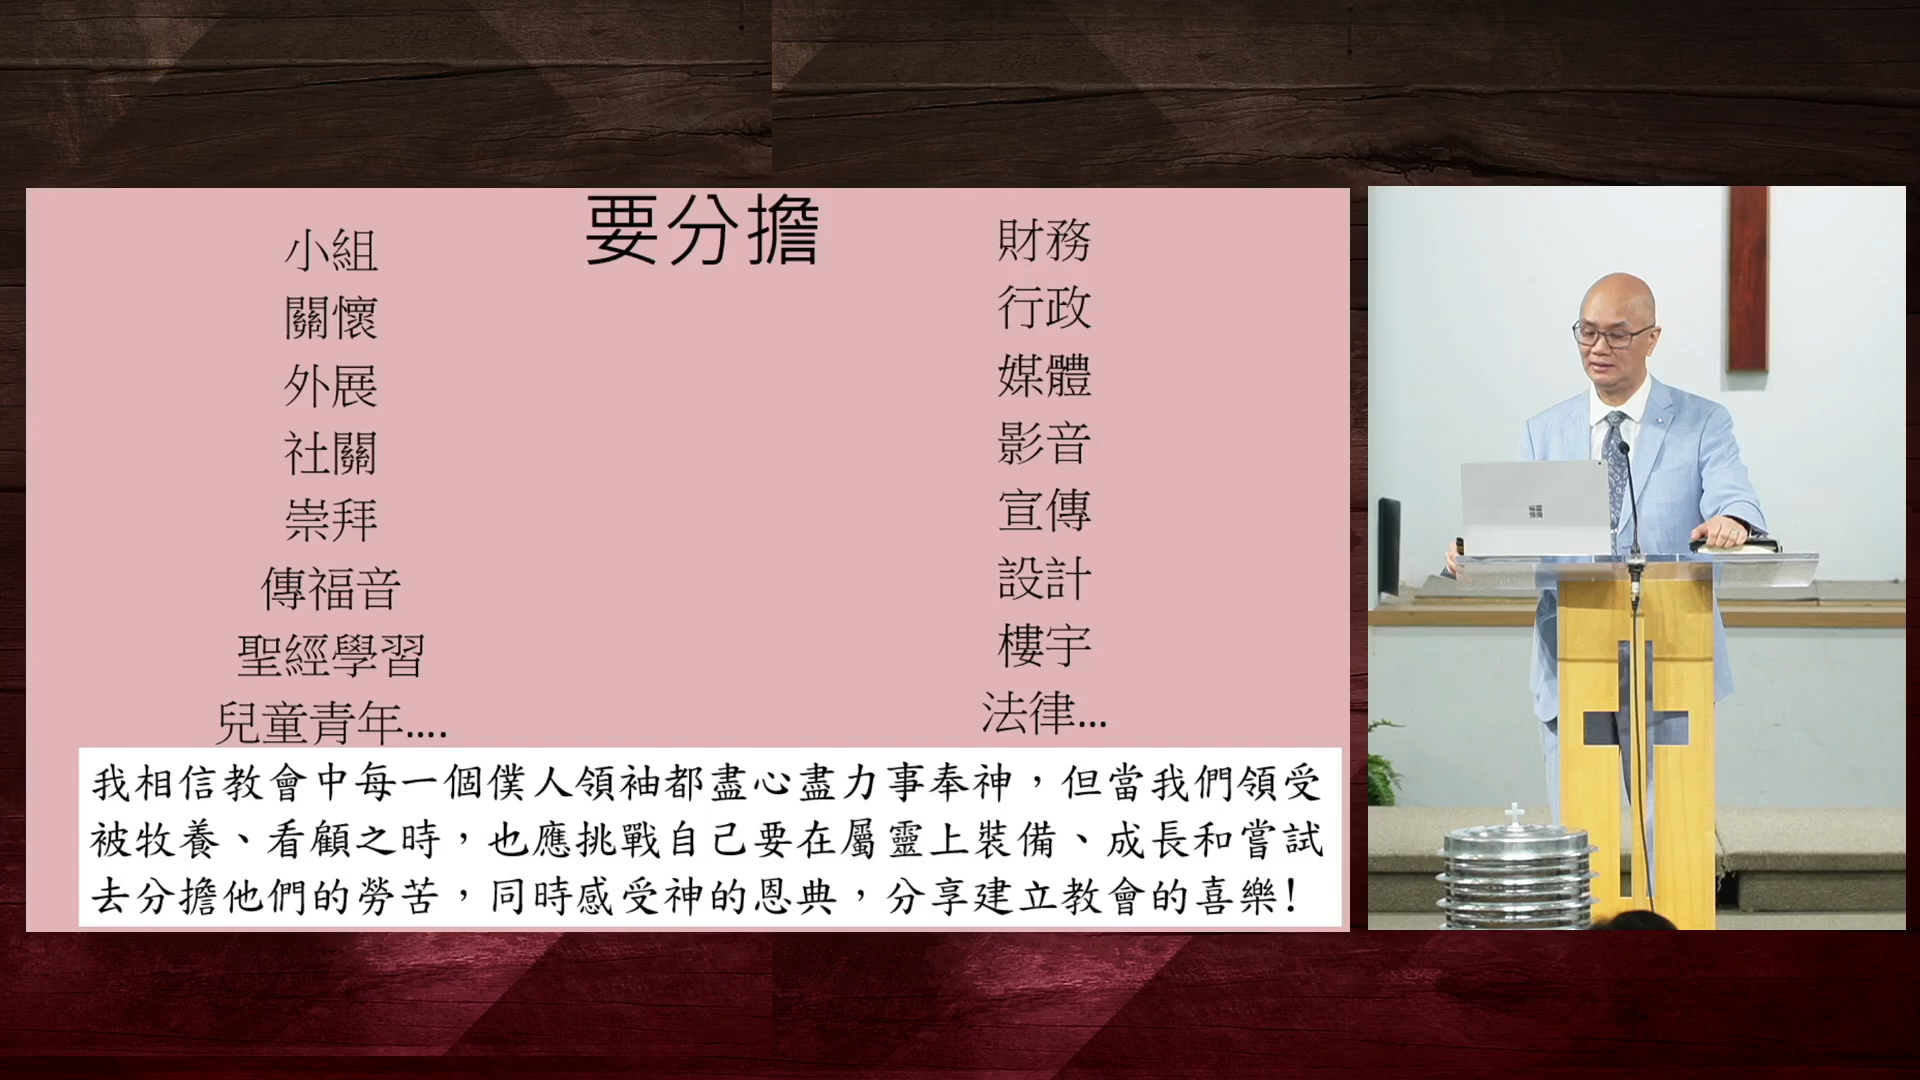 要分擔
小組
關懷
外展
社關
崇拜
傳福音
聖經學習
兒童青年....
財務
行政
媒體
影音
宣傳
設計
樓宇
法律...
我相信教會中每一個僕人領袖都盡心盡力事奉神，但當我們領受
被牧養、看顧之時，也應挑戰自己要在屬靈上裝備、成長和嘗試
去分擔他們的勞苦，同時感受神的恩典，分享建立教會的喜樂！